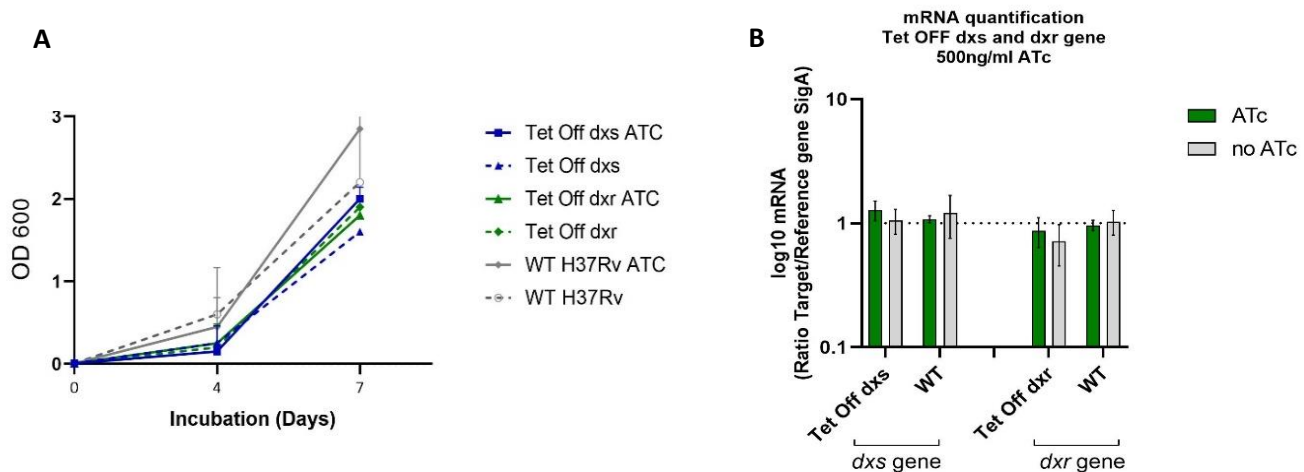 A
OD 600
3
2
1
0
0 4 7
Incubation (Days)
Tet Off dxs ATC
Tet Off dxs
Tet Off dxr ATC
Tet Off dxr
WT H37Rv ATC
WT H37Rv
B
mRNA quantification
Tet OFF dxs and dxr gene
500ng/ml ATc
log10 mRNA
(Ratio Target/Reference gene SigA)
10
1
0.1
Tet Off dxs
WT
Tet Off dxr
WT
dxs gene
dxr gene
ATc
no ATc